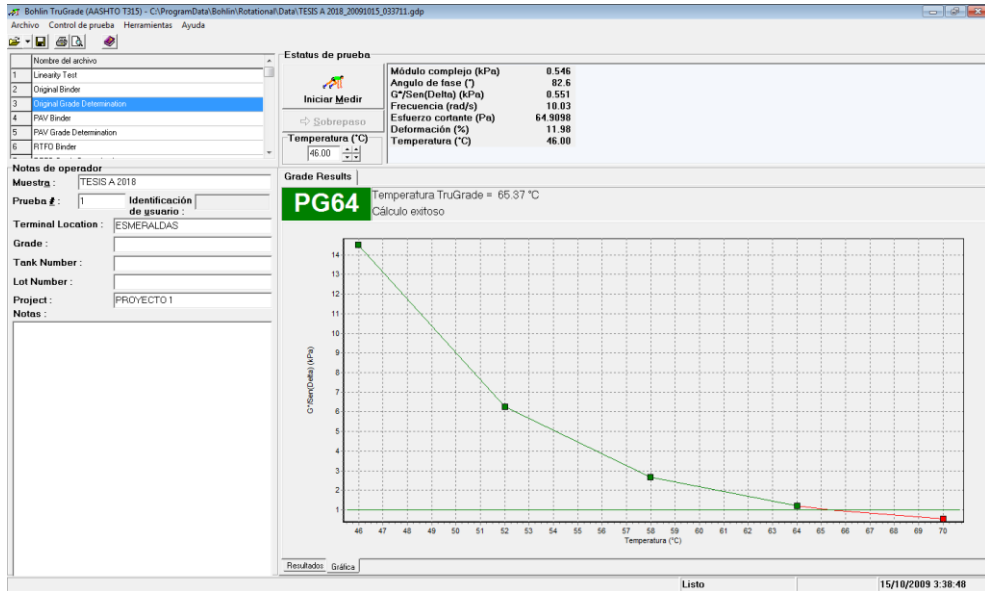 Bohlin TruGrade (AASHTO T315) - C:\ProgramData\Bohlin\Rotational\Data\TESIS A 2018_20091015_033711.gdp
Archivo Control de prueba Herramientas Ayuda
Nombre del archivo
1 Linearity Test
2 Original Binder
3 Original Grade Determination
4 PAV Binder
5 PAV Grade Determination
6 RTFO Binder
Estatus de prueba
Iniciar Medir
Sobrepaso
Temperatura (°C)
46.00
Módulo complejo (kPa) 0.546
Angulo de fase (°) 82.6
G*/Sen(Delta) (kPa) 0.551
Frecuencia (rad/s) 10.03
Esfuerzo cortante (Pa) 64.9098
Deformación (%) 11.98
Temperatura (°C) 46.00
Notas de operador
Muestra : TESIS A 2018
Prueba # : 1 Identificación de usuario :
Terminal Location : ESMERALDAS
Grade :
Tank Number :
Lot Number :
Project : PROYECTO 1
Notas :
Grade Results
PG64
Temperatura TruGrade = 65.37 °C
Cálculo exitoso
G*/Sen(Delta) (kPa)
14
13
12
11
10
9
8
7
6
5
4
3
2
1
46 47 48 49 50 51 52 53 54 55 56 57 58 59 60 61 62 63 64 65 66 67 68 69 70
Temperatura (°C)
Resultados Gráfica
Listo 15/10/2009 3:38:48